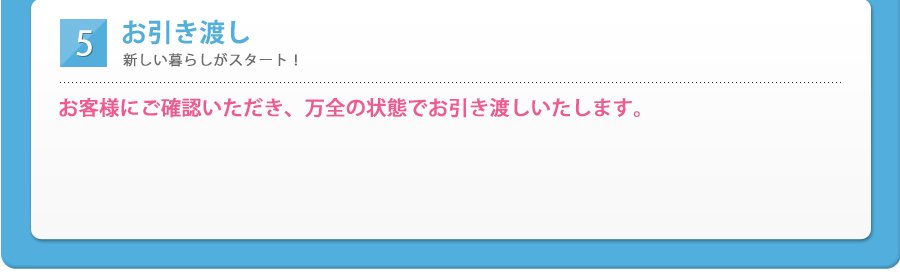 5
お引き渡し
新しい暮らしがスタート！
お客様にご確認いただき、万全の状態でお引き渡しいたします。